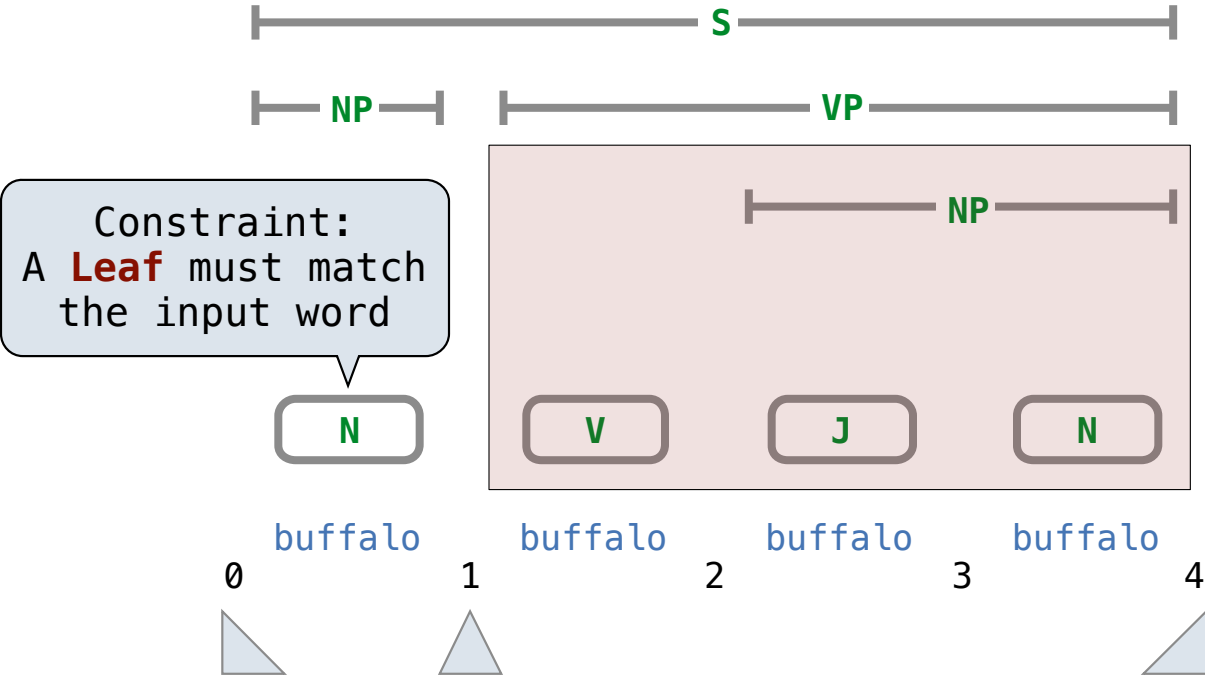 S
NP VP
NP
Constraint:
A Leaf must match
the input word
N V J N
buffalo buffalo buffalo buffalo
0 1 2 3 4